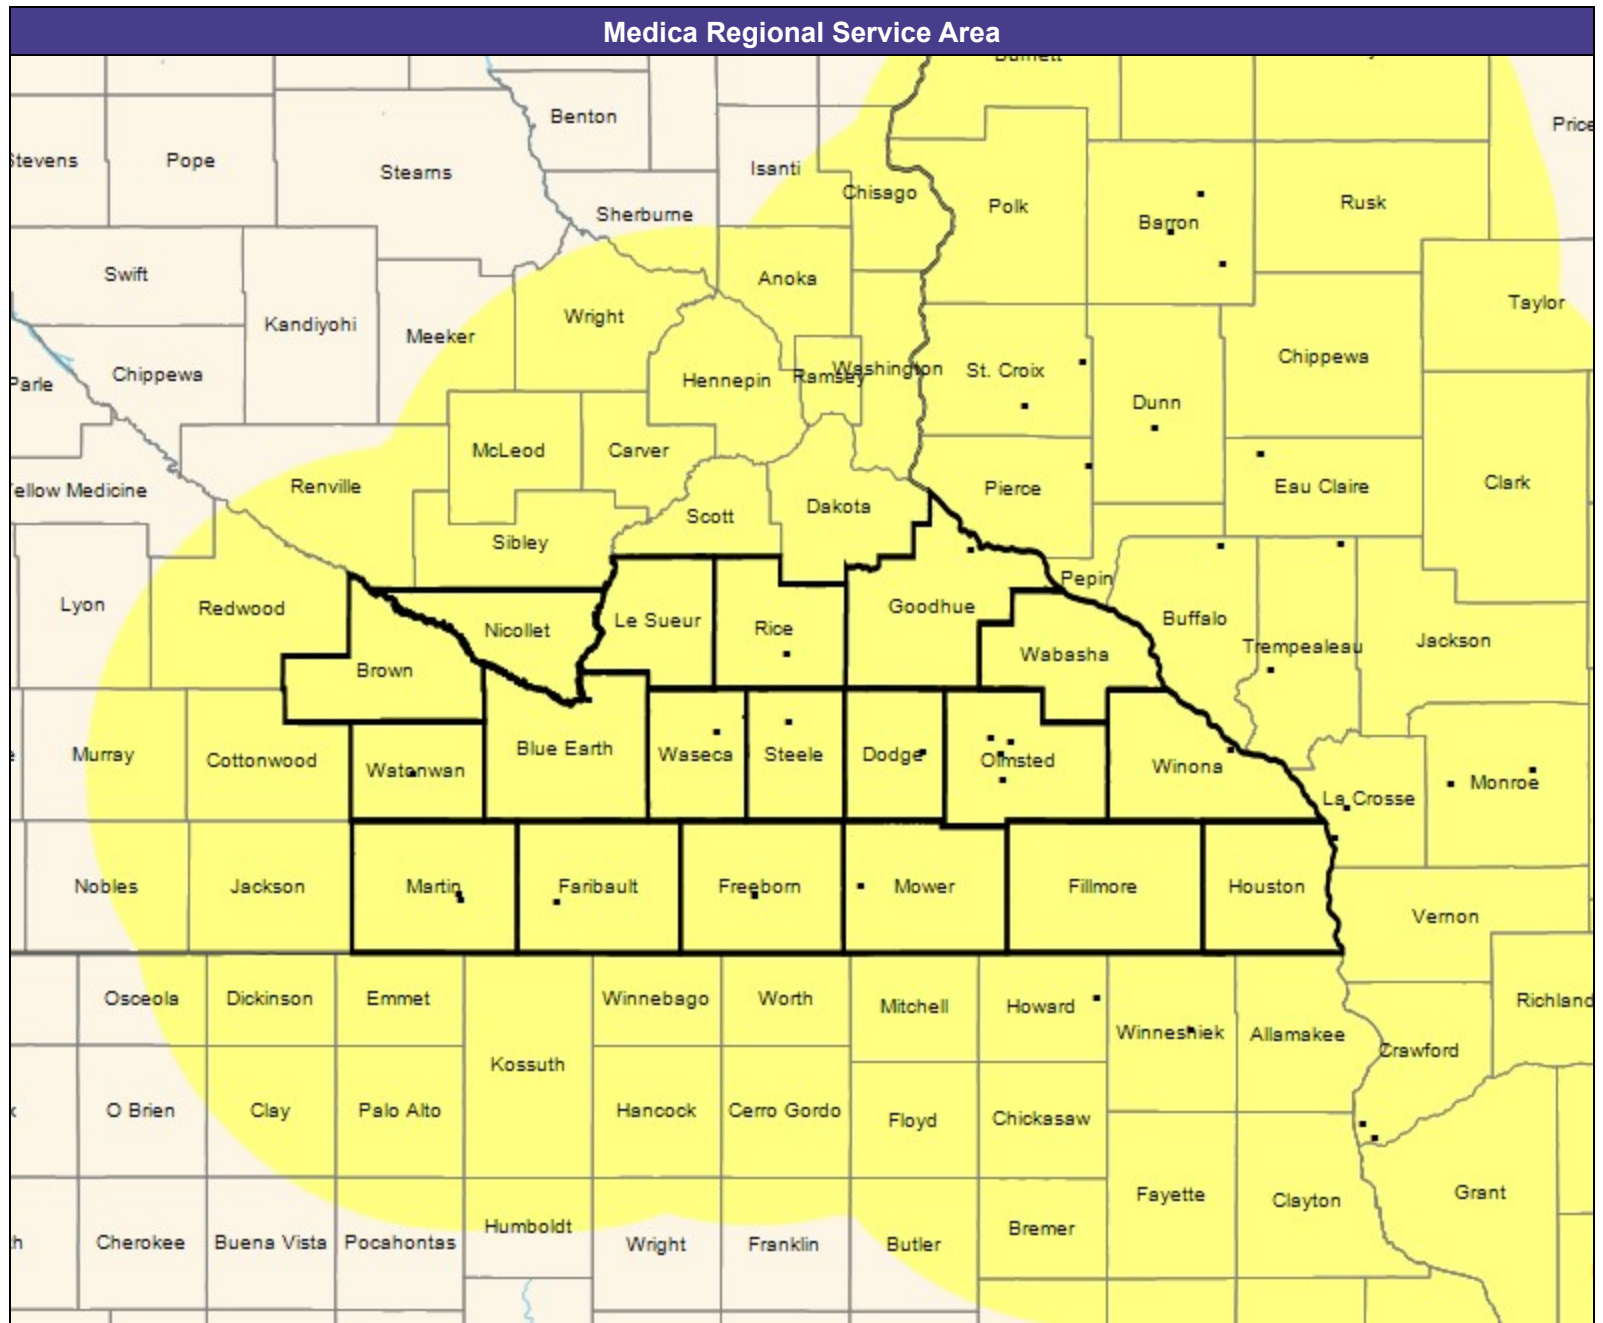 Medica Regional Service Area
Benton
Price
Stevens
Pope
Stearns
Isanti
Chisago
Sherburne
Polk
Barron
Rusk
Swift
Anoka
Taylor
Kandiyohi
Wright
Meeker
Chippewa
Parle
Chippewa
Hennepin
Ramsey
Washington
St. Croix
Dunn
McLeod
Carver
Renville
ellow Medicine
Scott
Dakota
Pierce
Eau Claire
Clark
Sibley
Pepin
Lyon
Redwood
Nicollet
Le Sueur
Rice
Goodhue
Buffalo
Trempealeau
Jackson
Brown
Wabasha
Murray
Cottonwood
Watonwan
Blue Earth
Waseca
Steele
Dodge
Olmsted
Winona
La Crosse
Monroe
Nobles
Jackson
Martin
Faribault
Freeborn
Mower
Fillmore
Houston
Vernon
Osceola
Dickinson
Emmet
Winnebago
Worth
Mitchell
Howard
Winneshiek
Allamakee
Richland
Crawford
Kossuth
O Brien
Clay
Palo Alto
Hancock
Cerro Gordo
Floyd
Chickasaw
Fayette
Clayton
Grant
Cherokee
Buena Vista
Pocahontas
Humboldt
Wright
Franklin
Butler
Bremer